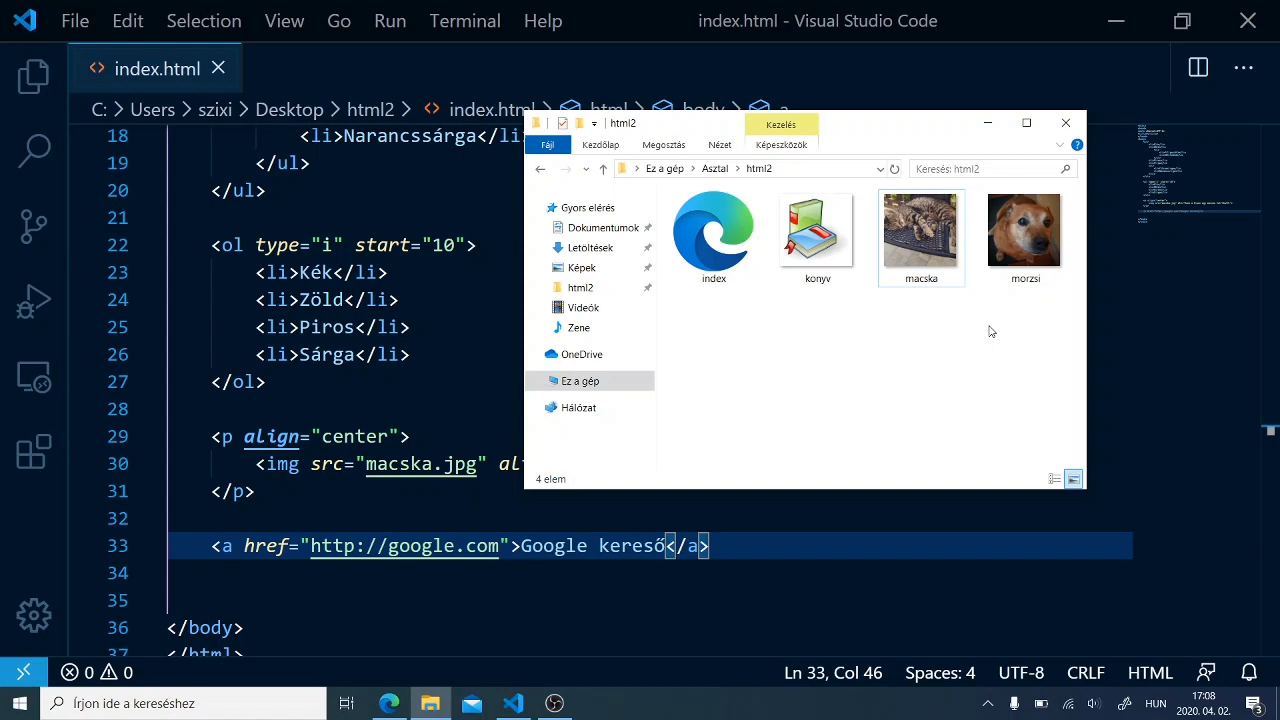 File Edit Selection View Go Run Terminal Help
index.html - Visual Studio Code
index.html
C: > Users > szixi > Desktop > html2 > index.html
18 <li>Narancssárga</li
19 </ul>
20 </ul>
21
22 <ol type="i" start="10">
23 <li>Kék</li>
24 <li>Zöld</li>
25 <li>Piros</li>
26 <li>Sárga</li>
27 </ol>
28
29 <p align="center">
30 <img src="macska.jpg" al
31 </p>
32
33 <a href="http://google.com">Google kereső</a>
34
35
36 </body>
37 </html>
html2
Kezelés
Fájl Kezdőlap Megosztás Nézet Képeszközök
Ez a gép > Asztal > html2
Keresés: html2
Gyors elérés
Dokumentumok
Letöltések
Képek
html2
Videók
Zene
OneDrive
Ez a gép
Hálózat
index konyv macska morzsi
4 elem
0 0
Ln 33, Col 46 Spaces: 4 UTF-8 CRLF HTML
Írjon ide a kereséshez
HUN
17:08
2020. 04. 02.
3